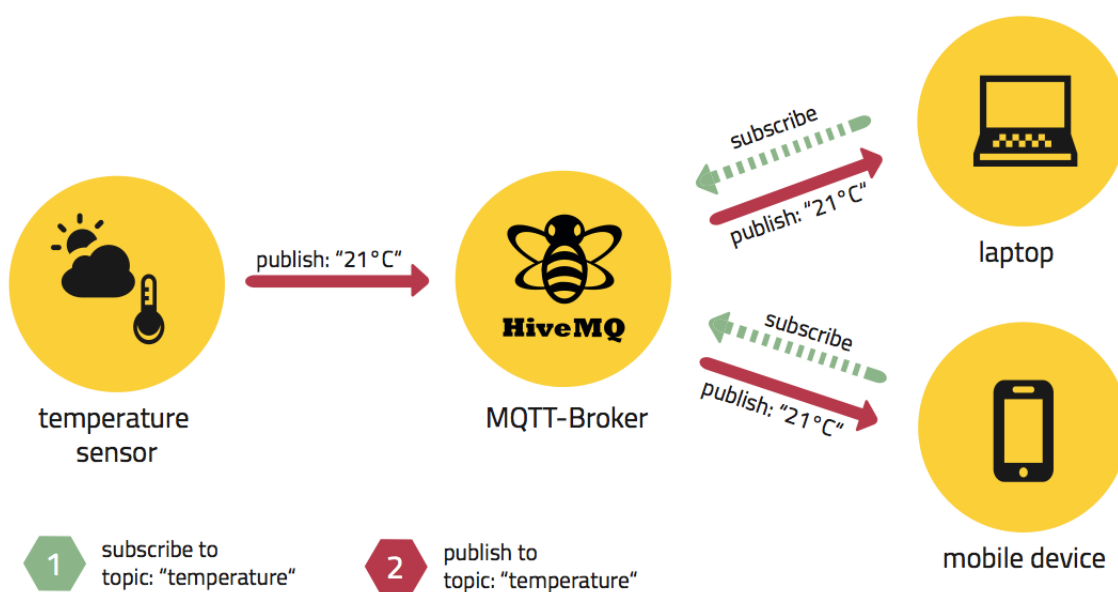 subscribe
publish: “21°C“
laptop
publish: “21°C“
HiveMQ
subscribe
publish: “21°C“
temperature
sensor
MQTT-Broker
mobile device
1
subscribe to
topic: “temperature“
2
publish to
topic: “temperature“